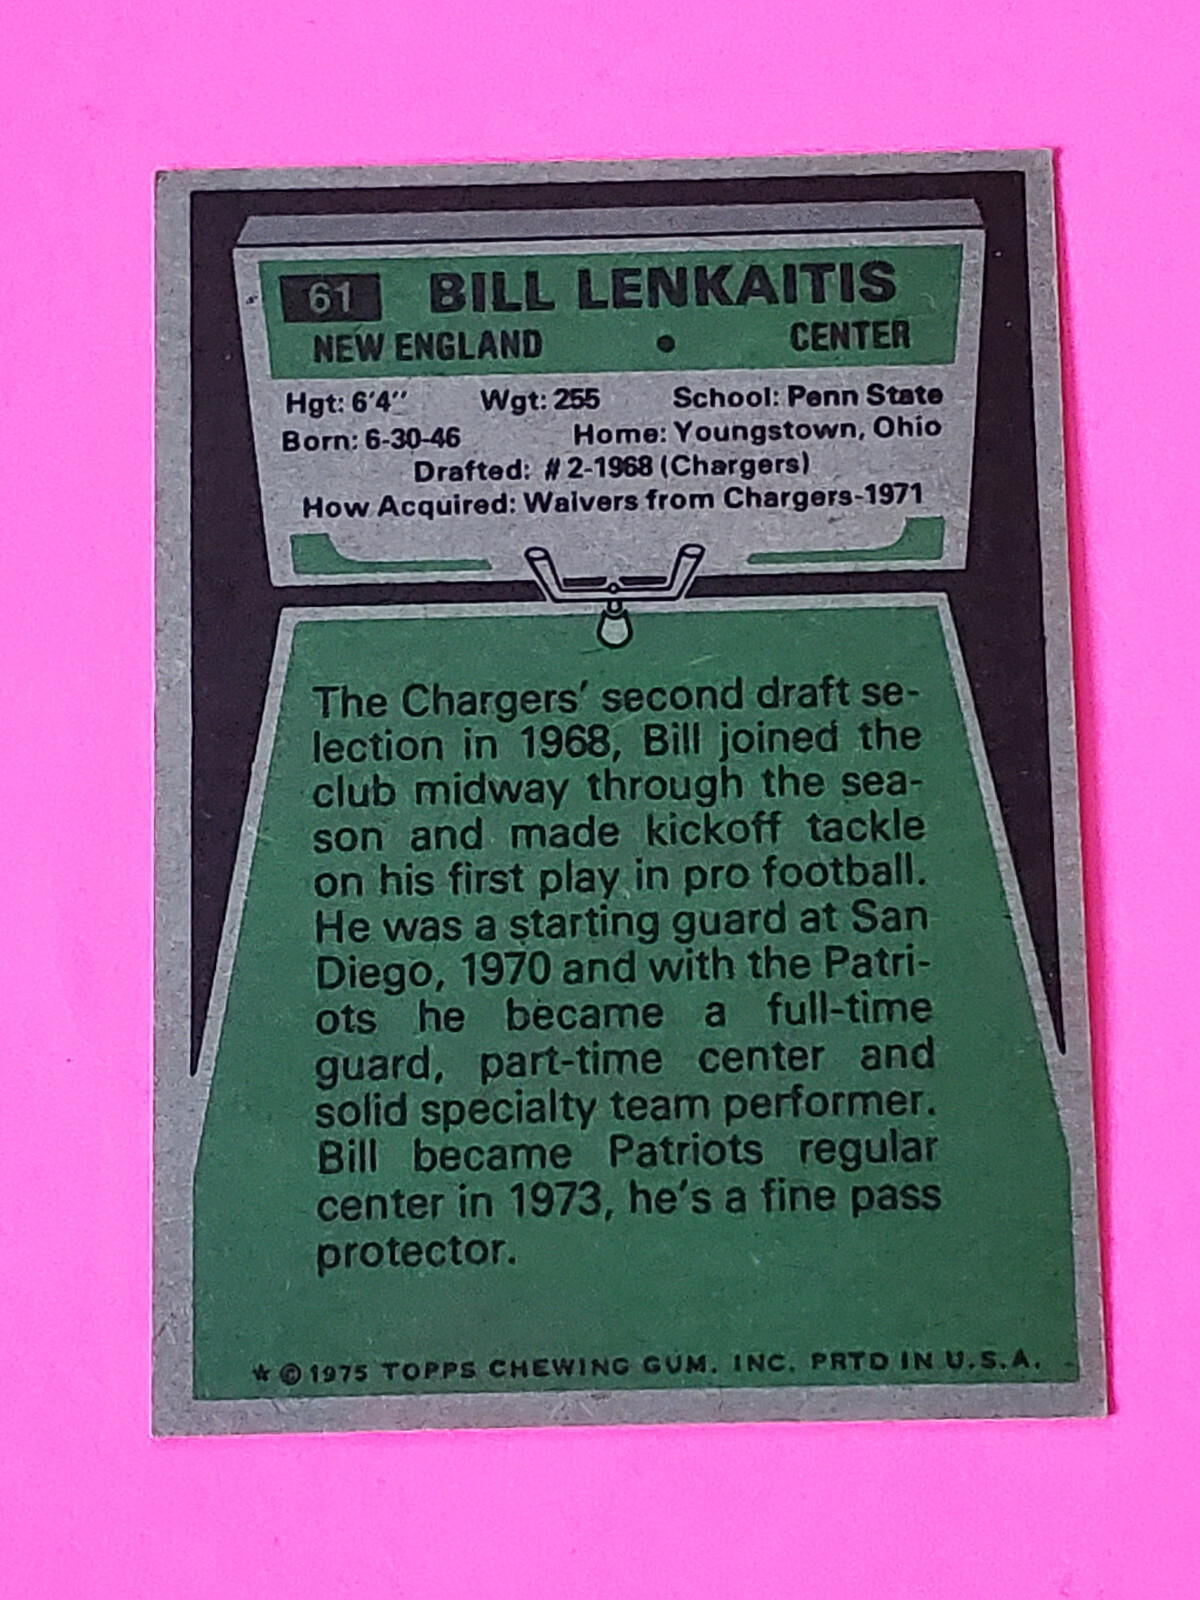 61 BILL LENKAITIS
NEW ENGLAND • CENTER
Hgt: 6'4" Wgt: 255 School: Penn State
Born: 6-30-46 Home: Youngstown, Ohio
Drafted: #2-1968 (Chargers)
How Acquired: Waivers from Chargers-1971
The Chargers' second draft se-
lection in 1968, Bill joined the
club midway through the sea-
son and made kickoff tackle
on his first play in pro football.
He was a starting guard at San
Diego, 1970 and with the Patri-
ots he became a full-time
guard, part-time center and
solid specialty team performer.
Bill became Patriots regular
center in 1973, he's a fine pass
protector.
★ © 1975 TOPPS CHEWING GUM. INC. PRTD IN U.S.A.